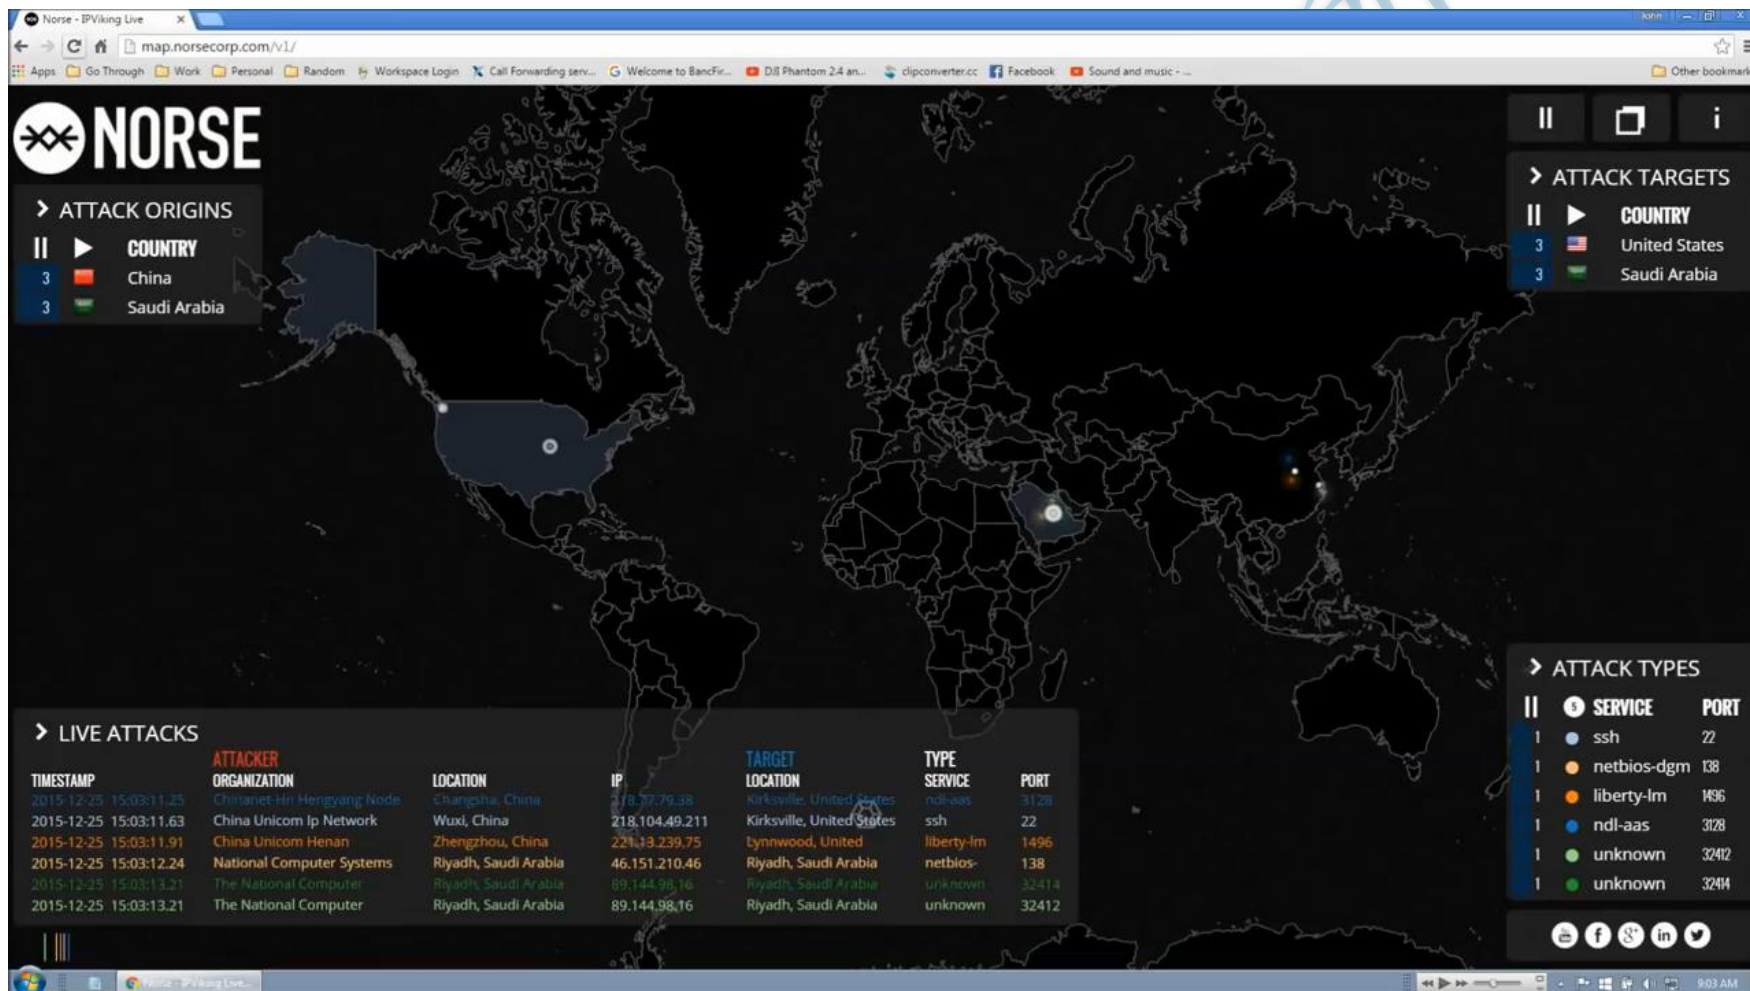 Norse - IPViking Live
John
map.norsecorp.com/v1/
Apps Go Through Work Personal Random Workspace Login Call Forwarding serv... Welcome to BancFir... DJI Phantom 2.4 an... clipconverter.cc Facebook Sound and music - ... Other bookmark
NORSE
ATTACK ORIGINS
COUNTRY
3 China
3 Saudi Arabia
i
ATTACK TARGETS
COUNTRY
3 United States
3 Saudi Arabia
LIVE ATTACKS
ATTACKER TARGET TYPE
TIMESTAMP ORGANIZATION LOCATION IP LOCATION SERVICE PORT
2015-12-25 15:03:11.25 Chinanet-Hn Hengyang Node Changsha, China Kirksville, United States ndl-aas 3128
2015-12-25 15:03:11.63 China Unicom Ip Network Wuxi, China 218.104.49.211 Kirksville, United States ssh 22
2015-12-25 15:03:11.91 China Unicom Henan Zhengzhou, China 221.13.239.75 Lynnwood, United liberty-lm 1496
2015-12-25 15:03:12.24 National Computer Systems Riyadh, Saudi Arabia 46.151.210.46 Riyadh, Saudi Arabia netbios- 138
2015-12-25 15:03:13.21 The National Computer Riyadh, Saudi Arabia 89.144.98.16 Riyadh, Saudi Arabia unknown 32414
2015-12-25 15:03:13.21 The National Computer Riyadh, Saudi Arabia 89.144.98.16 Riyadh, Saudi Arabia unknown 32412
ATTACK TYPES
S SERVICE PORT
1 ssh 22
1 netbios-dgm 138
1 liberty-lm 1496
1 ndl-aas 3128
1 unknown 32412
1 unknown 32414
Norse - IPViking Live...
9:03 AM